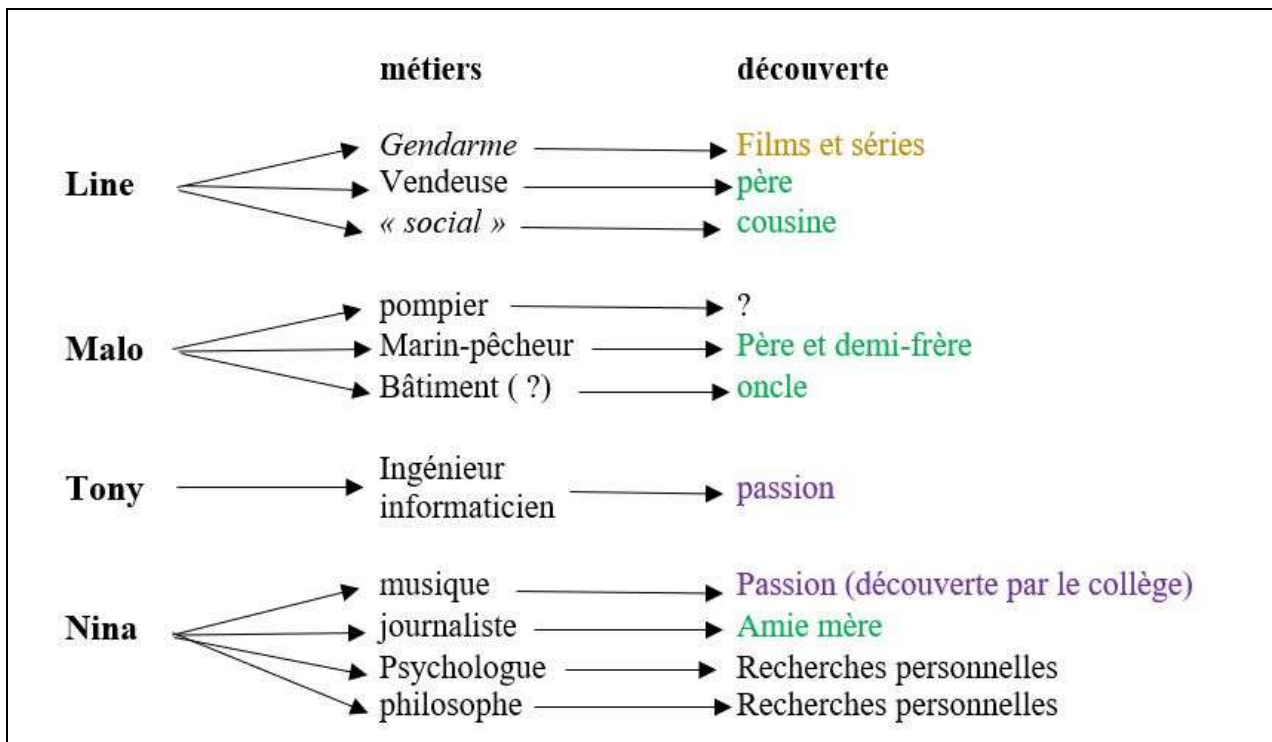 métiers découverte
Line
Gendarme Films et séries
Vendeuse père
« social » cousine
Malo
pompier ?
Marin-pêcheur Père et demi-frère
Bâtiment ( ?) oncle
Tony
Ingénieur
informaticien
passion
Nina
musique Passion (découverte par le collège)
journaliste Amie mère
Psychologue Recherches personnelles
philosophe Recherches personnelles